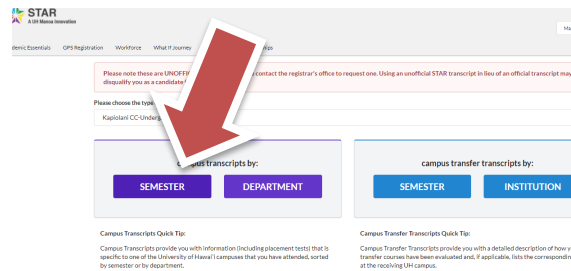 STAR
A UH Manoa Innovation
GPS Registration Workforce What If Journey
Please note these are contact the registrar's office to request one. Using an unofficial STAR transcript in lieu of an official transcript may
disqualify you as a candidate
Please choose the type
Kapiolani CC-Underg
transcripts by:
campus transfer transcripts by:
SEMESTER DEPARTMENT
SEMESTER INSTITUTION
Campus Transcripts Quick Tip:
Campus Transcripts provide you with information (including placement tests) that is
specific to one of the University of Hawai'i campuses that you have attended, sorted
by semester or by department.
Campus Transfer Transcripts Quick Tip:
Campus Transfer Transcripts provide you with a detailed description of how y
transfer courses have been evaluated and, if applicable, lists the correspondin
at the receiving UH campus.